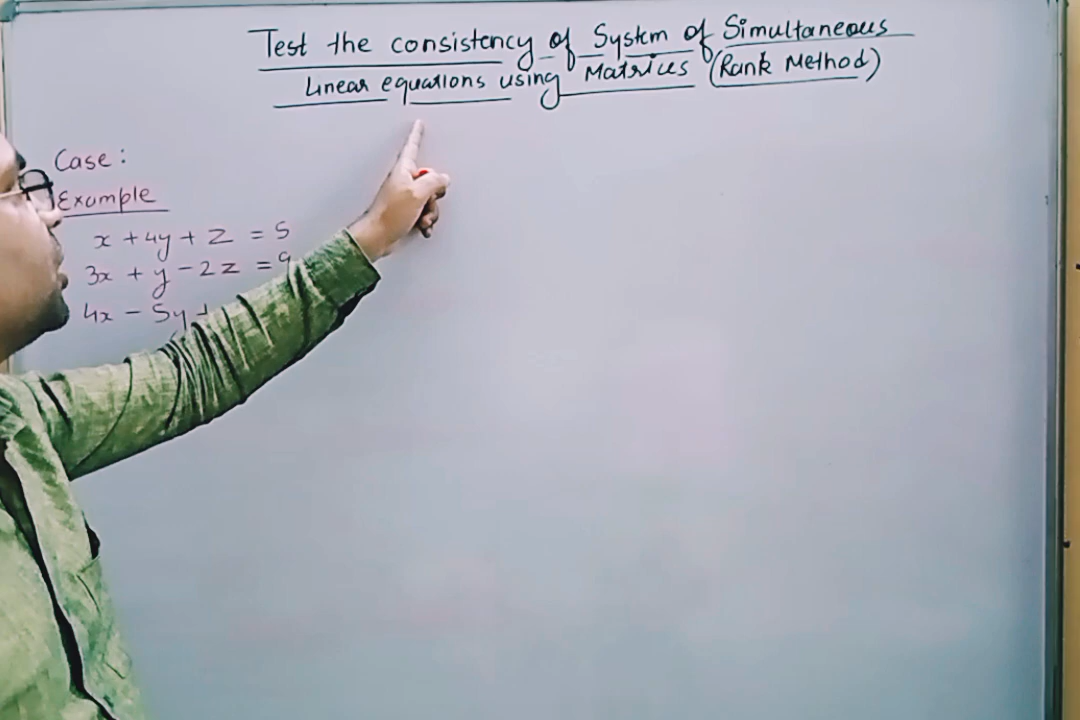 Test the consistency of System of Simultaneous
Linear equations using Matrices (Rank Method)
Case :
Example
x + 4y + z = 5
3x + y - 2z = 9
4x - 5y +